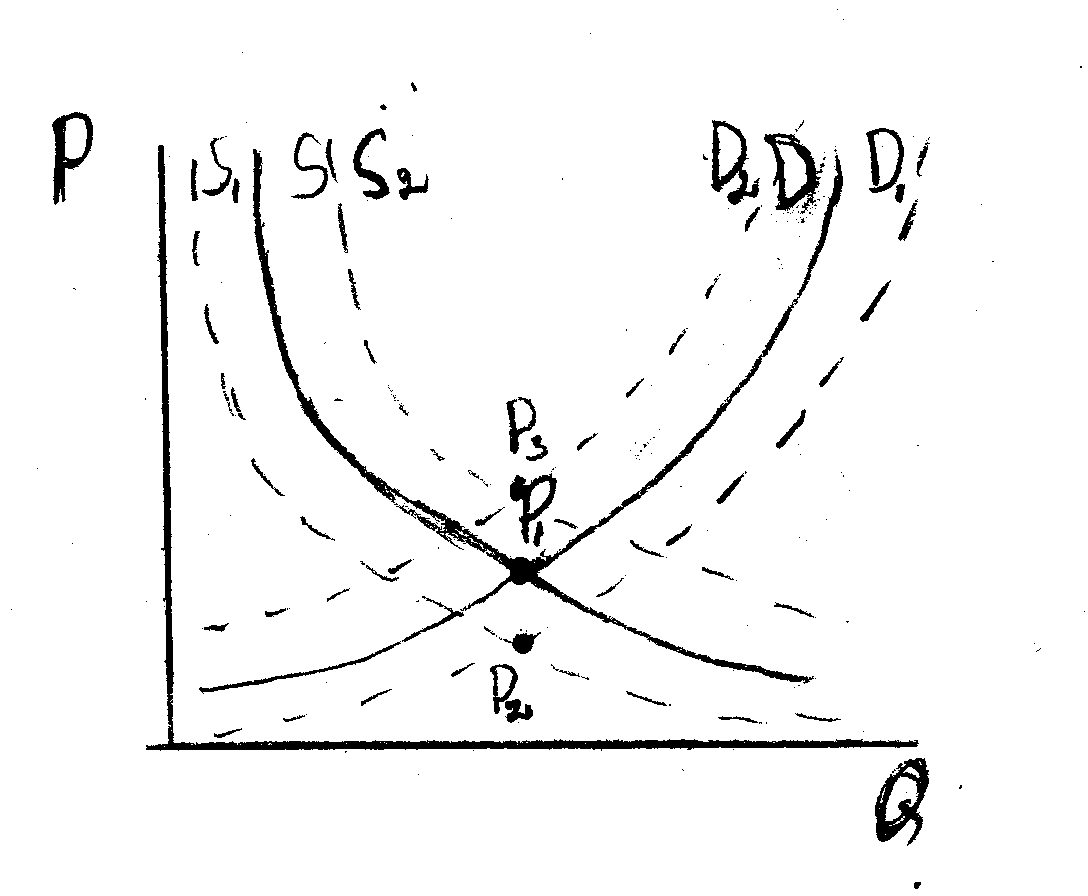 P
S₁ S S₂ D₂ D D₁
P₃
P₁
P₂
Q